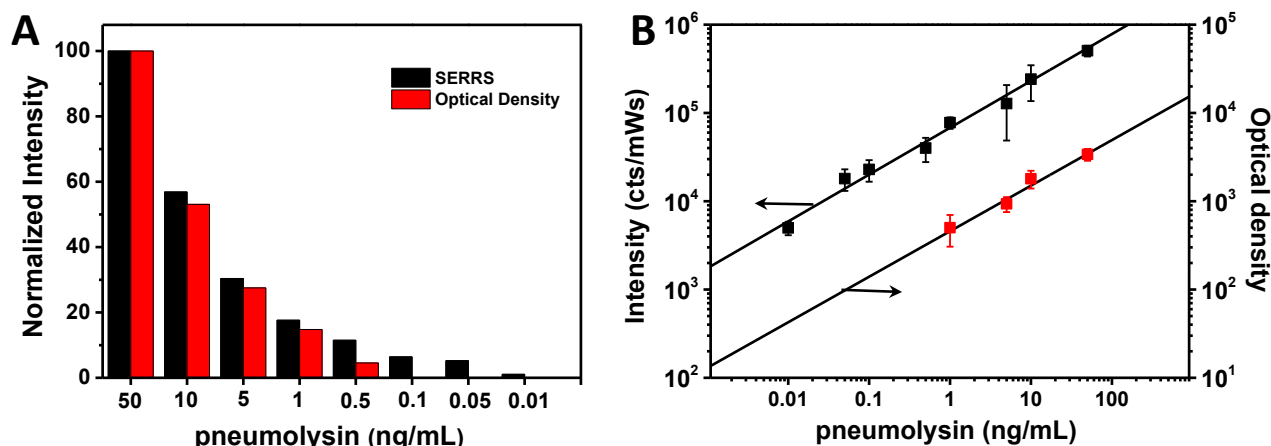 A
100
80
60
40
20
0
Normalized Intensity
SERRS
Optical Density
50 10 5 1 0.5 0.1 0.05 0.01
pneumolysin (ng/mL)
B
10⁶
10⁵
10⁴
10³
10²
Intensity (cts/mWs)
10⁵
10⁴
10³
10²
10¹
Optical density
0.01 0.1 1 10 100
pneumolysin (ng/mL)